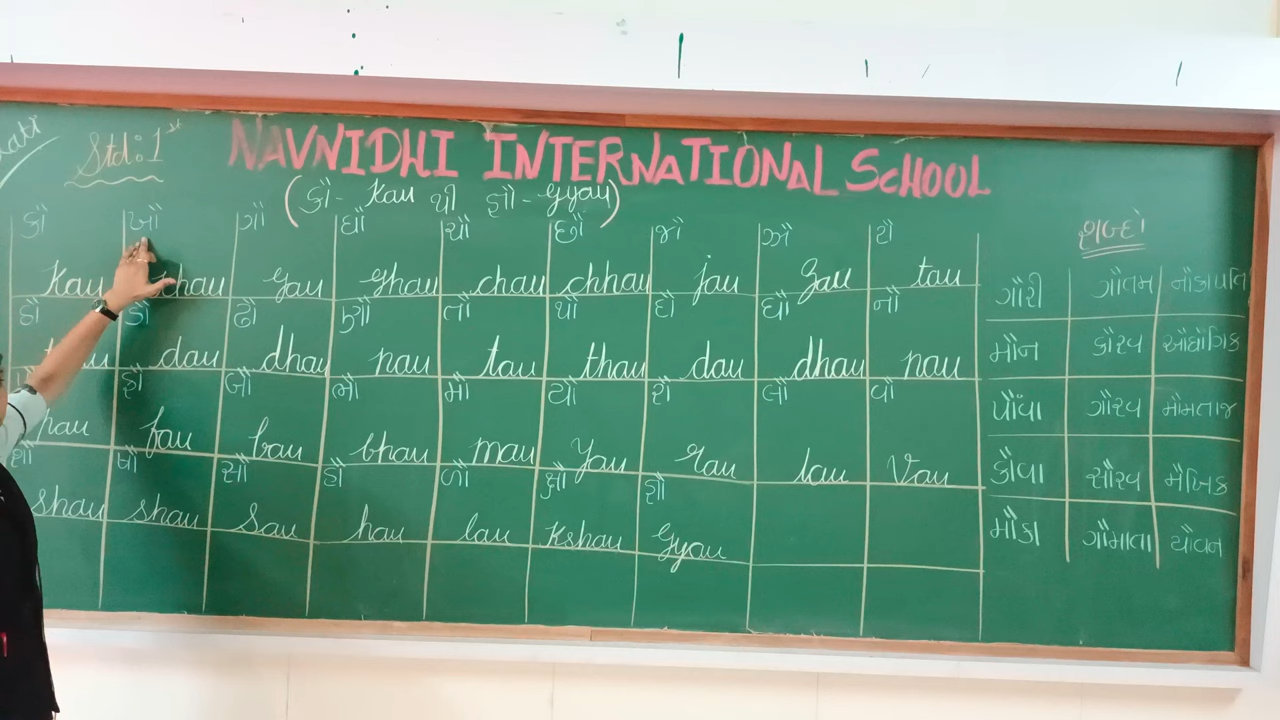 Std:1st
NAVNIDHI INTERNATIONAL SCHOOL
(કૌ - Kau થી જ્ઞૌ - Gyau)
કૌ ખૌ ગૌ ઘૌ ચૌ છૌ જૌ ઝૌ ટૌ
Kau khau gau ghau chau chhau jau zau tau
ઠૌ ડૌ ઢૌ ણૌ તૌ થૌ દૌ ધૌ નૌ
dau dhau nau tau thau dau dhau nau
ફૌ બૌ ભૌ મૌ યૌ રૌ લૌ વૌ
fau bau bhau mau Yau Rau lau Vau
શૌ ષૌ સૌ હૌ ળૌ ક્ષૌ જ્ઞૌ
shau shau Sau hau lau Kshau Gyau
શબ્દો
ગૌરી ગૌતમ નૌકાપતિ
મૌન કૌરવ ઔદ્યોગિક
પૌંવા ગૌરવ મૌમતાજ
કૌવા સૌરવ મૌખિક
મૌકા ગૌમાતા યૌવન